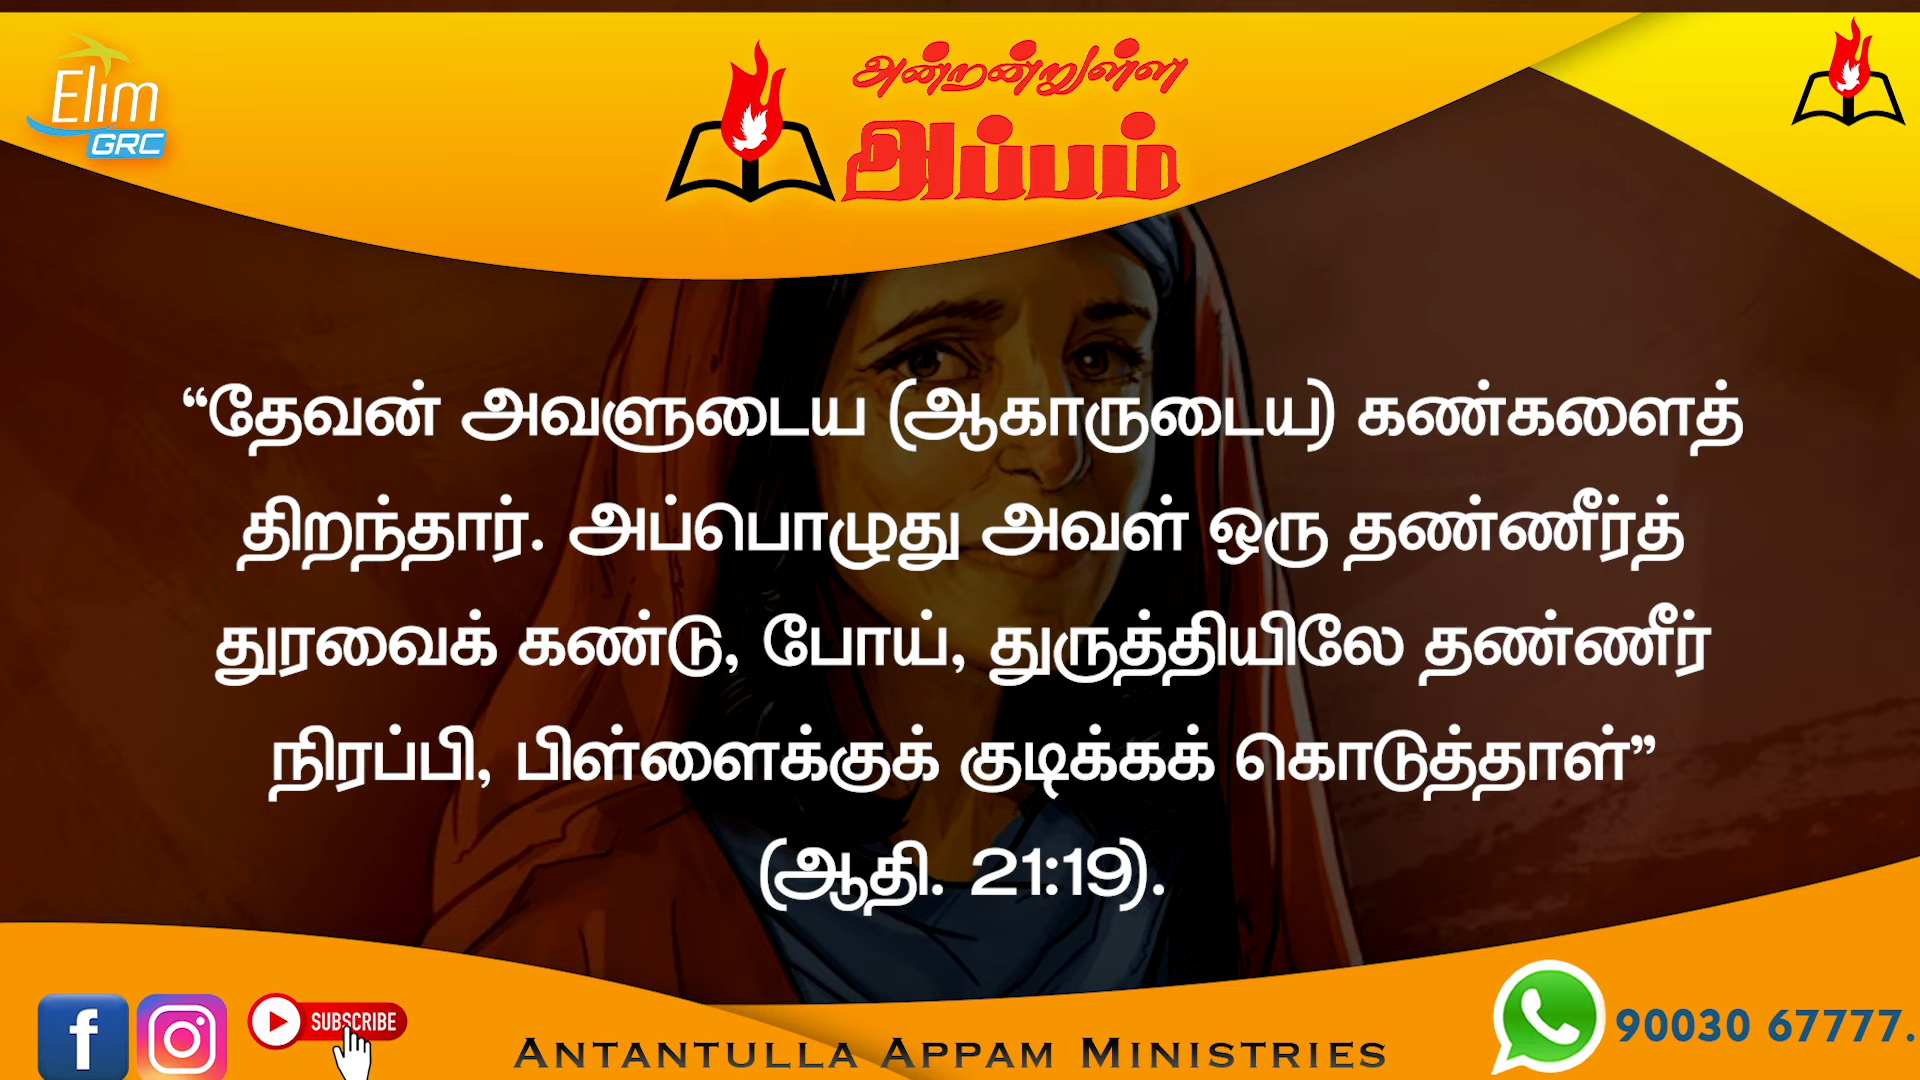 Elim
GRC
அன்றன்றுள்ள
அப்பம்
“தேவன் அவளுடைய (ஆகாருடைய) கண்களைத்
திறந்தார். அப்பொழுது அவள் ஒரு தண்ணீர்த்
துரவைக் கண்டு, போய், துருத்தியிலே தண்ணீர்
நிரப்பி, பிள்ளைக்குக் குடிக்கக் கொடுத்தாள்”
(ஆதி. 21:19).
SUBSCRIBE
ANTANTULLA APPAM MINISTRIES
90030 67777.